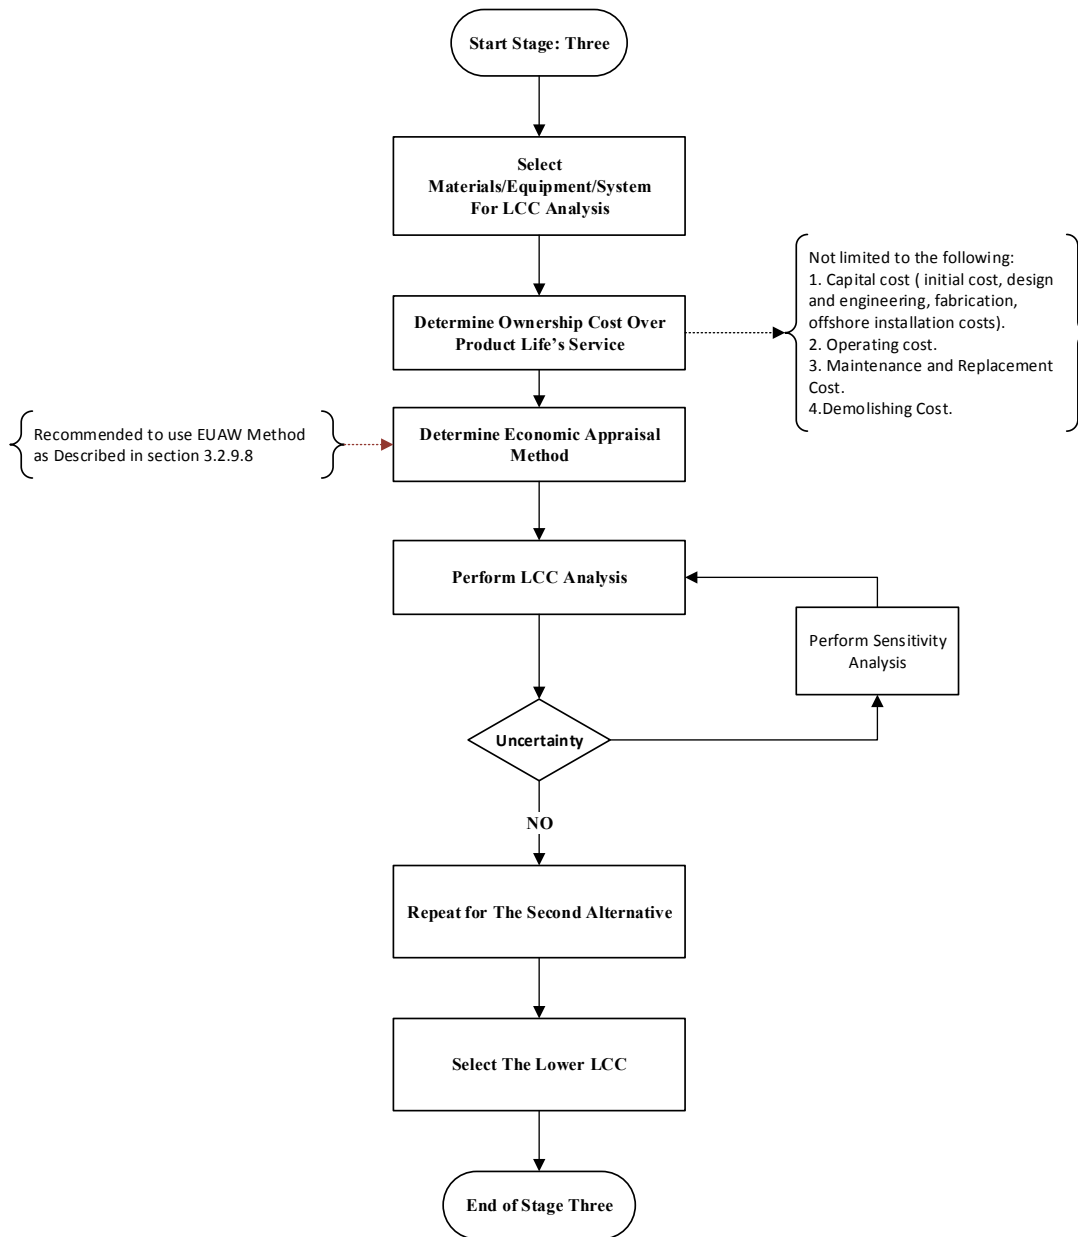 Start Stage: Three
Select
Materials/Equipment/System
For LCC Analysis
Determine Ownership Cost Over
Product Life’s Service
Not limited to the following:
1. Capital cost ( initial cost, design
and engineering, fabrication,
offshore installation costs).
2. Operating cost.
3. Maintenance and Replacement
Cost.
4.Demolishing Cost.
Recommended to use EUAW Method
as Described in section 3.2.9.8
Determine Economic Appraisal
Method
Perform LCC Analysis
Perform Sensitivity
Analysis
Uncertainty
NO
Repeat for The Second Alternative
Select The Lower LCC
End of Stage Three